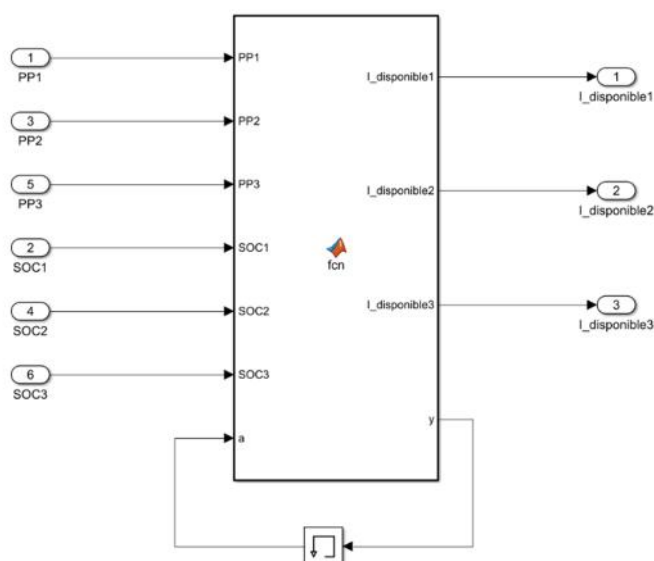 1
PP1
PP1
3
PP2
PP2
5
PP3
PP3
2
SOC1
SOC1
4
SOC2
SOC2
6
SOC3
SOC3
a
fcn
I_disponible1
1
I_disponible1
I_disponible2
2
I_disponible2
I_disponible3
3
I_disponible3
y